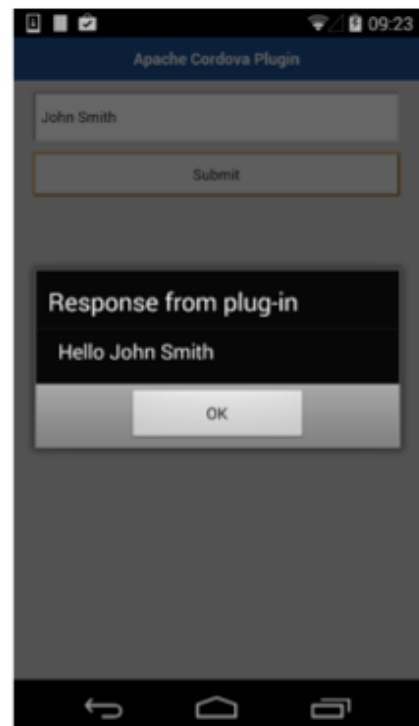 09:23
Apache Cordova Plugin
John Smith
Submit
Response from plug-in
Hello John Smith
OK